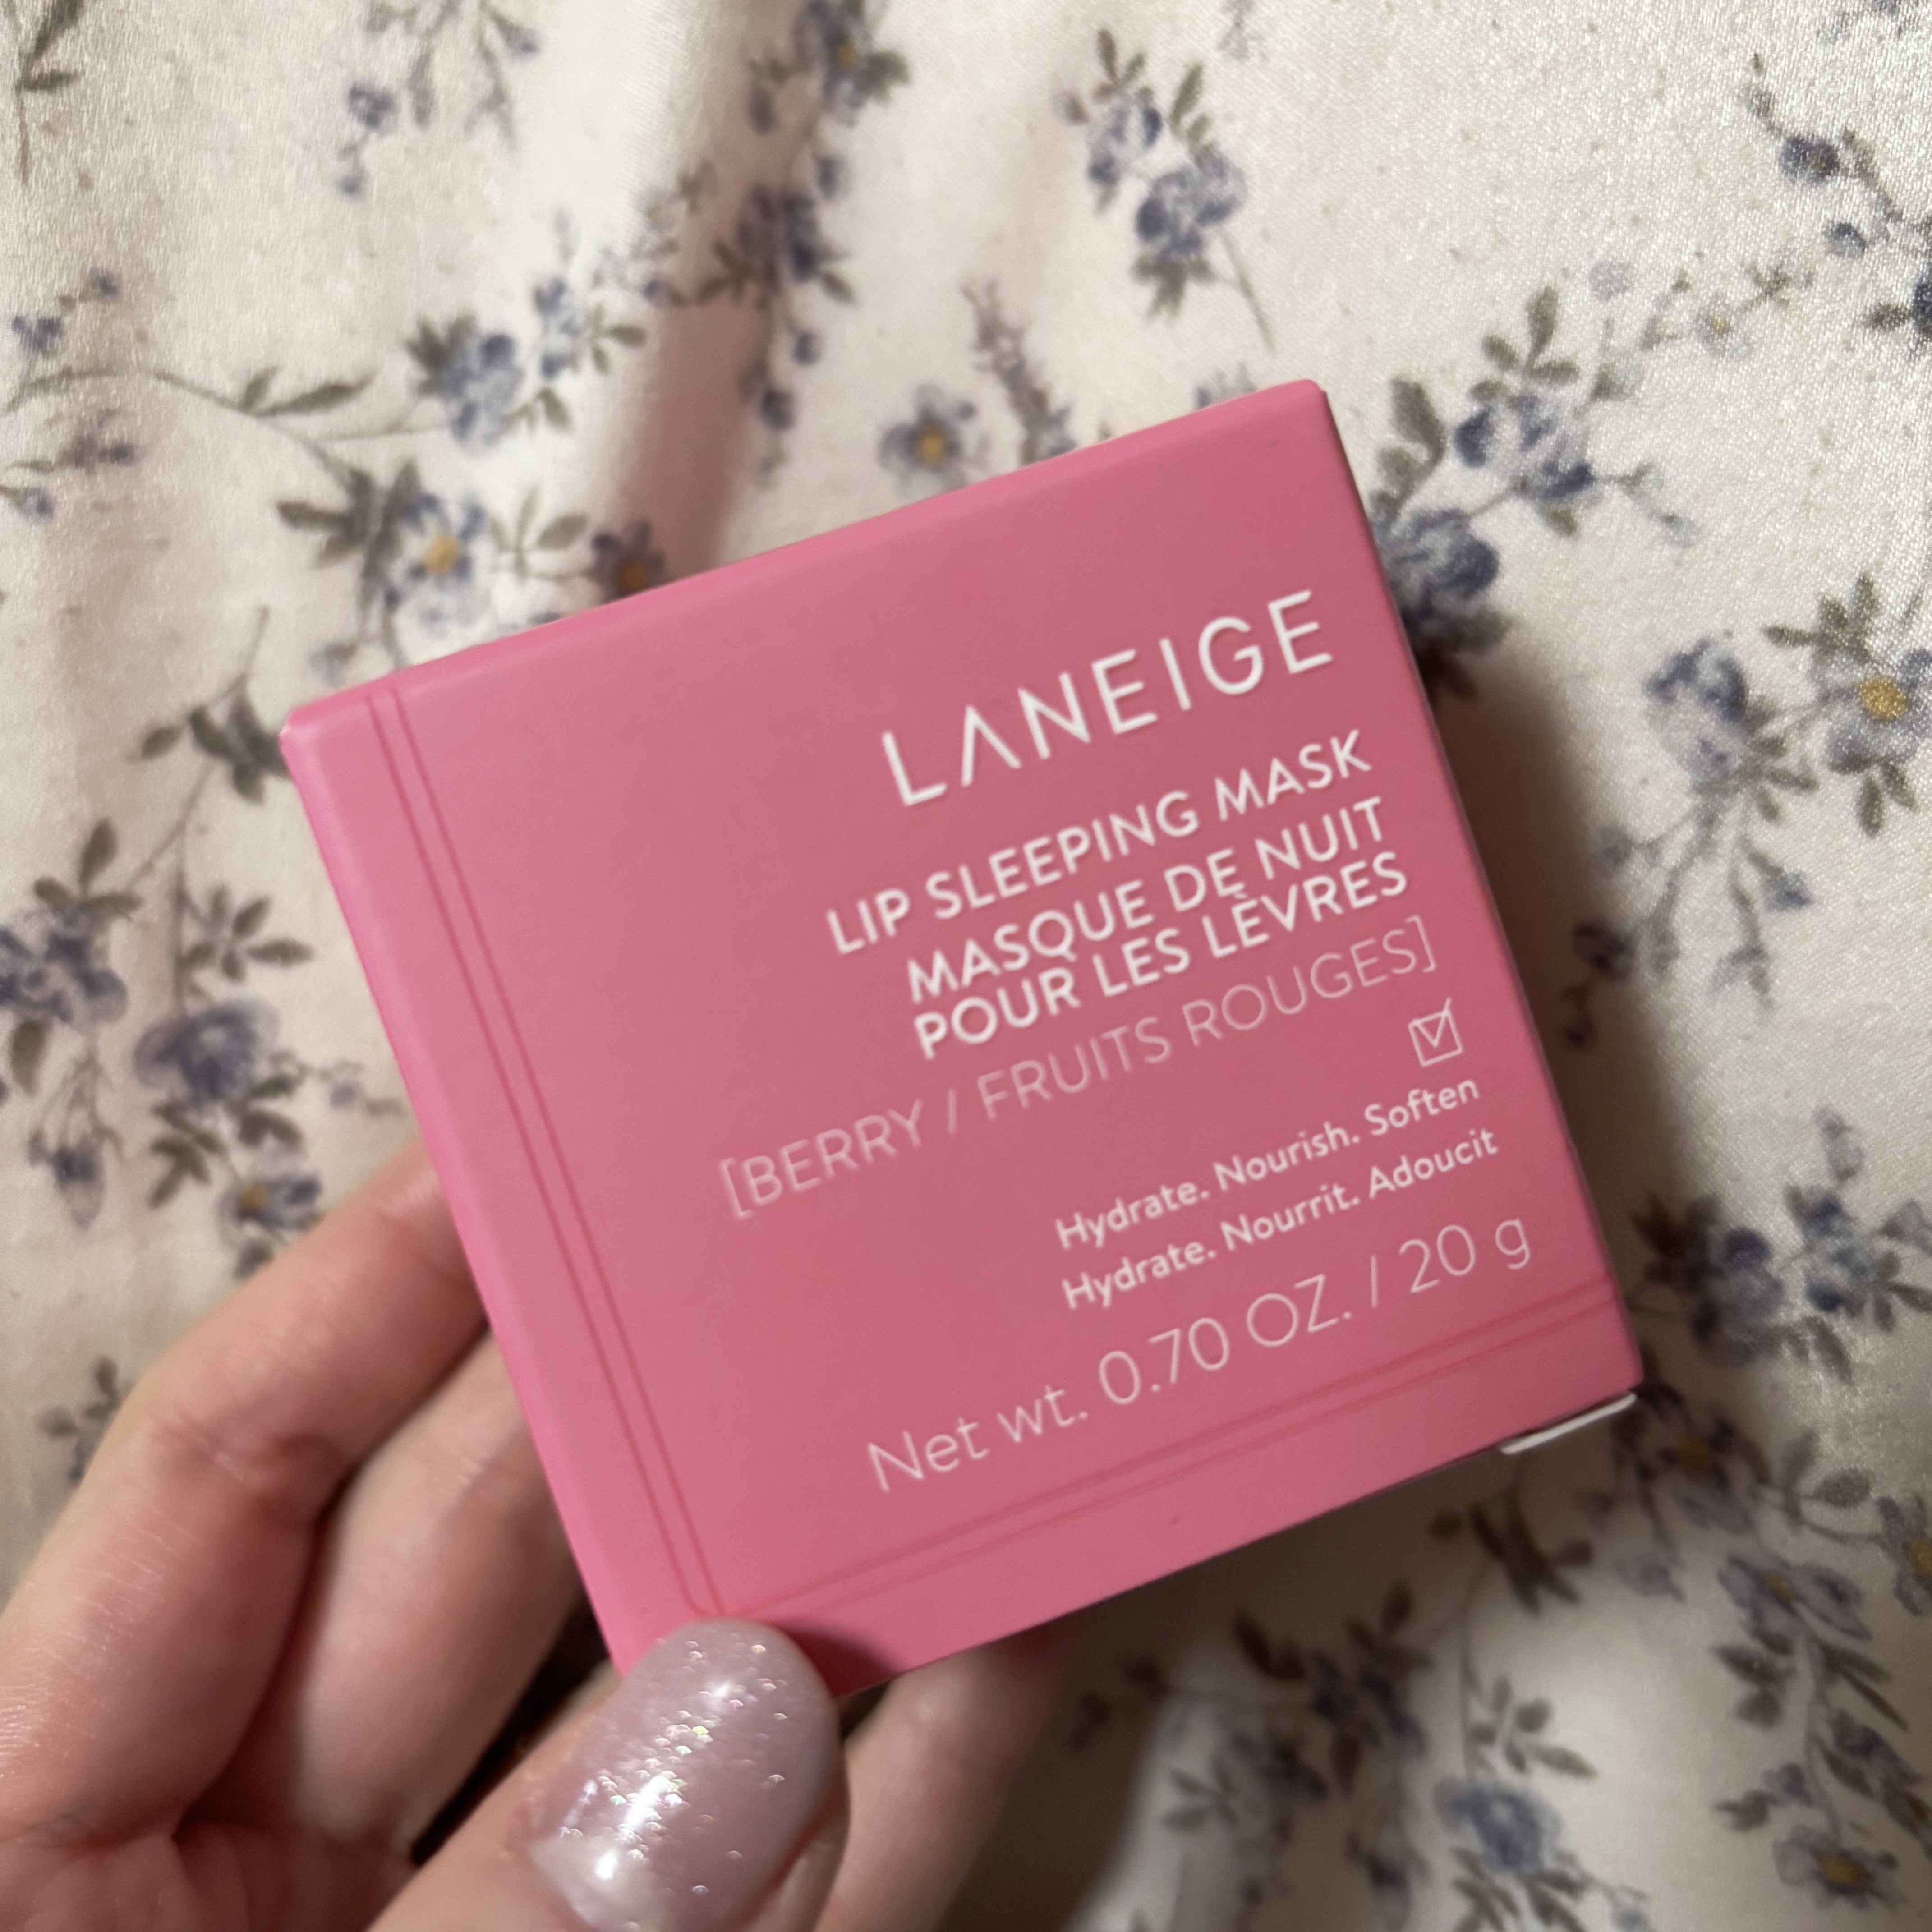 LANEIGE
LIP SLEEPING MASK
MASQUE DE NUIT
POUR LES LÈVRES
[BERRY / FRUITS ROUGES]
Hydrate. Nourish. Soften
Hydrate. Nourrit. Adoucit
Net wt. 0.70 OZ. / 20 g